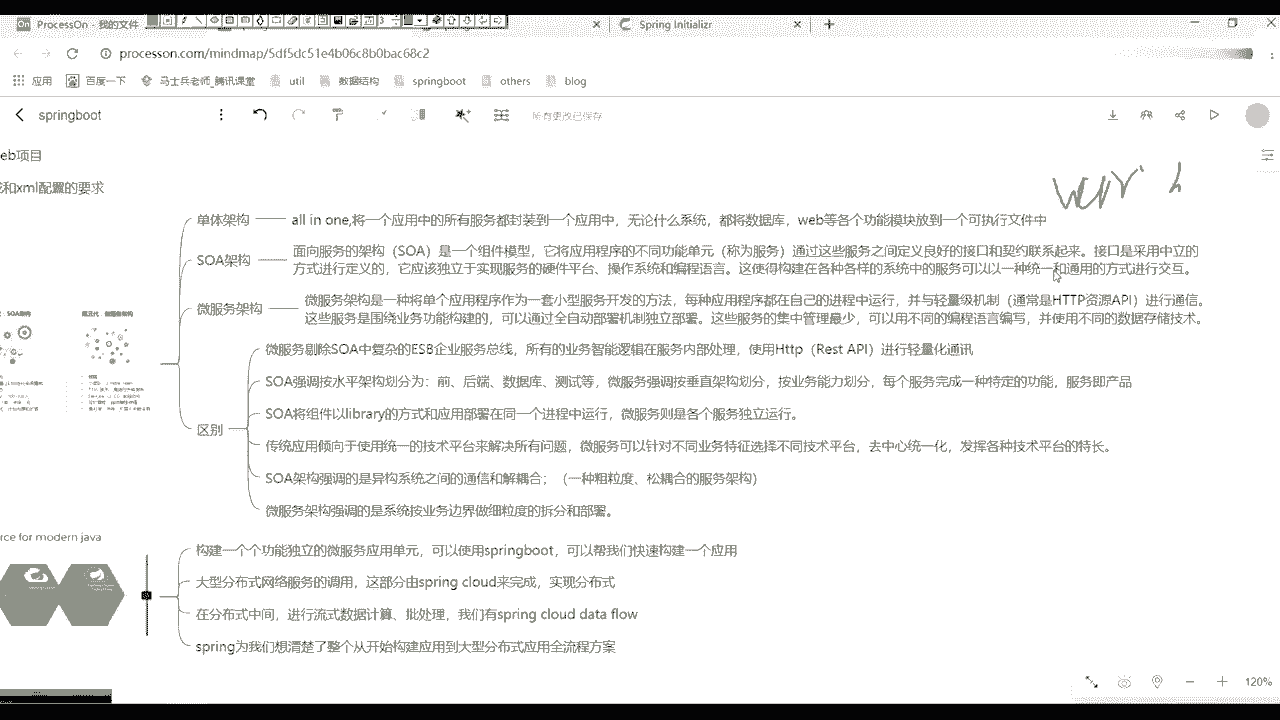 ProcessOn - 我的文件
Spring Initializr
processon.com/mindmap/5df5dc51e4b06c8b0bac68c2
应用 百度一下 马士兵老师_腾讯课堂 util 数据结构 springboot others blog
springboot
所有更改已保存
eb项目
和xml配置的要求
单体架构
all in one,将一个应用中的所有服务都封装到一个应用中，无论什么系统，都将数据库，web等各个功能模块放到一个可执行文件中
SOA架构
面向服务的架构（SOA）是一个组件模型，它将应用程序的不同功能单元（称为服务）通过这些服务之间定义良好的接口和契约联系起来。接口是采用中立的
方式进行定义的，它应该独立于实现服务的硬件平台、操作系统和编程语言。这使得构建在各种各样的系统中的服务可以以一种统一和通用的方式进行交互。
微服务架构
微服务架构是一种将单个应用程序作为一套小型服务开发的方法，每种应用程序都在自己的进程中运行，并与轻量级机制（通常是HTTP资源API）进行通信。
这些服务是围绕业务功能构建的，可以通过全自动部署机制独立部署。这些服务的集中管理最少，可以用不同的编程语言编写，并使用不同的数据存储技术。
区别
微服务剔除SOA中复杂的ESB企业服务总线，所有的业务智能逻辑在服务内部处理，使用Http（Rest API）进行轻量化通讯
SOA强调按水平架构划分为：前、后端、数据库、测试等，微服务强调按垂直架构划分，按业务能力划分，每个服务完成一种特定的功能，服务即产品
SOA将组件以library的方式和应用部署在同一个进程中运行，微服务则是各个服务独立运行。
传统应用倾向于使用统一的技术平台来解决所有问题，微服务可以针对不同业务特征选择不同技术平台，去中心统一化，发挥各种技术平台的特长。
SOA架构强调的是异构系统之间的通信和解耦合；（一种粗粒度、松耦合的服务架构）
微服务架构强调的是系统按业务边界做细粒度的拆分和部署。
rce for modern java
构建一个个功能独立的微服务应用单元，可以使用springboot，可以帮我们快速构建一个应用
大型分布式网络服务的调用，这部分由spring cloud来完成，实现分布式
在分布式中间，进行流式数据计算、批处理，我们有spring cloud data flow
spring为我们想清楚了整个从开始构建应用到大型分布式应用全流程方案
120%